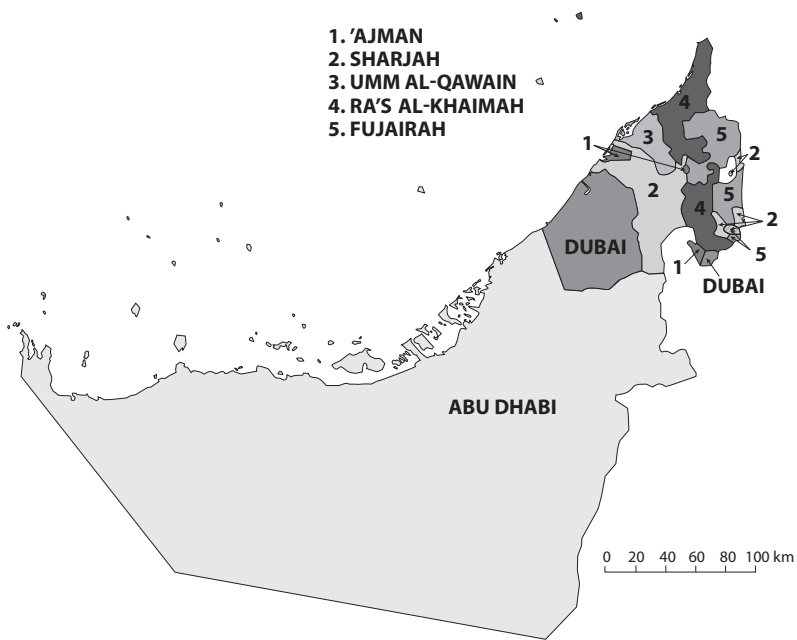 1. 'AJMAN
2. SHARJAH
3. UMM AL-QAWAIN
4. RA'S AL-KHAIMAH
5. FUJAIRAH
4
3
5
1
2
2
5
4
2
DUBAI
5
1
DUBAI
ABU DHABI
0 20 40 60 80 100 km